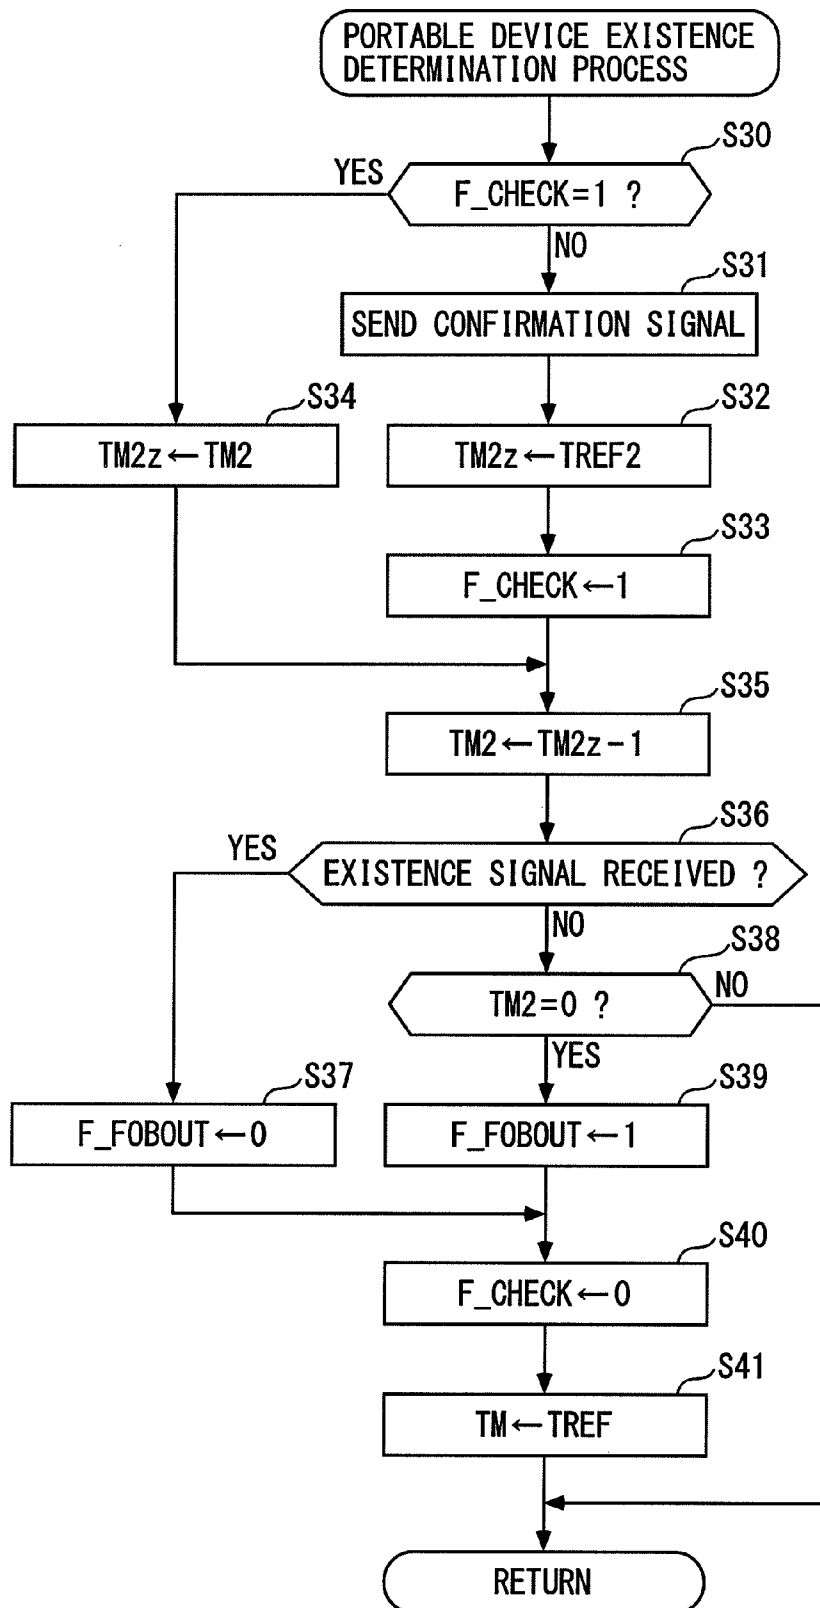 PORTABLE DEVICE EXISTENCE
DETERMINATION PROCESS
S30
YES
F_CHECK=1 ?
NO
S31
SEND CONFIRMATION SIGNAL
S34
S32
TM2z←TM2
TM2z←TREF2
S33
F_CHECK←1
S35
TM2←TM2z-1
S36
YES
EXISTENCE SIGNAL RECEIVED ?
NO
S38
TM2=0 ?
NO
YES
S37
S39
F_FOBOUT←0
F_FOBOUT←1
S40
F_CHECK←0
S41
TM←TREF
RETURN